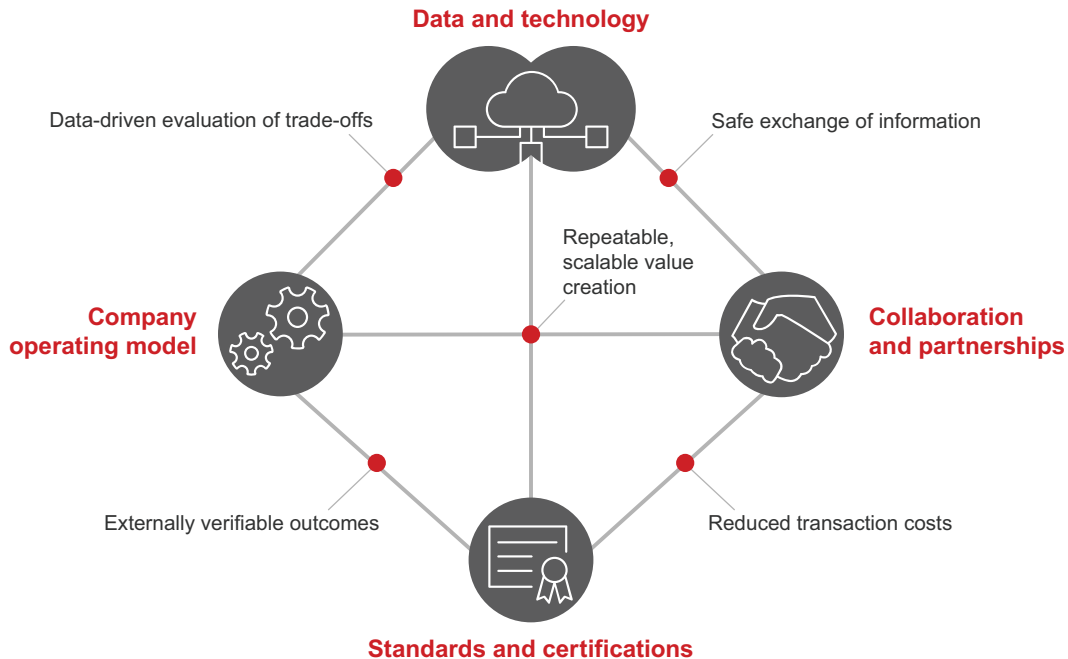 Data and technology
Data-driven evaluation of trade-offs
Safe exchange of information
Repeatable,
scalable value
creation
Company
operating model
Collaboration
and partnerships
Externally verifiable outcomes
Reduced transaction costs
Standards and certifications